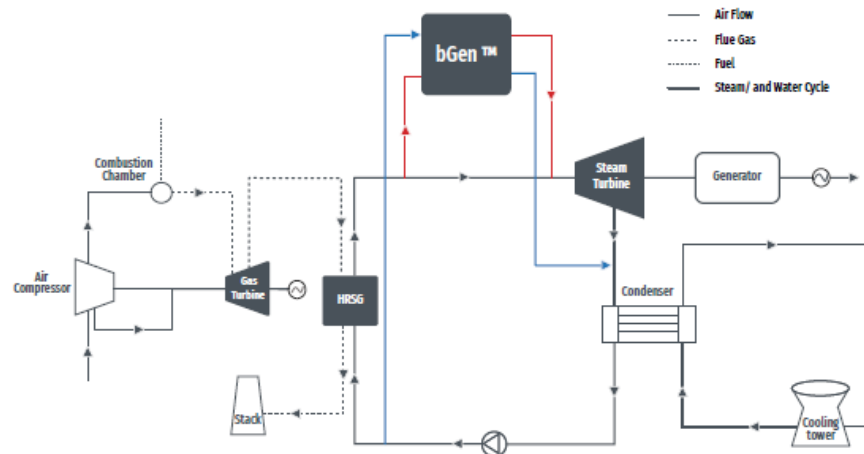 bGen ™
Air Flow
Flue Gas
Fuel
Steam/ and Water Cycle
Combustion
Chamber
Steam
Turbine
Generator
Air
Compressor
Gas
Turbine
HRSG
Condenser
Stack
Cooling
tower